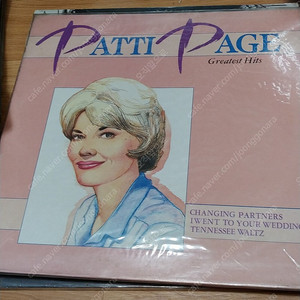 PATTI PAGE
Greatest Hits
CHANGING PARTNERS
I WENT TO YOUR WEDDING
TENNESSEE WALTZ